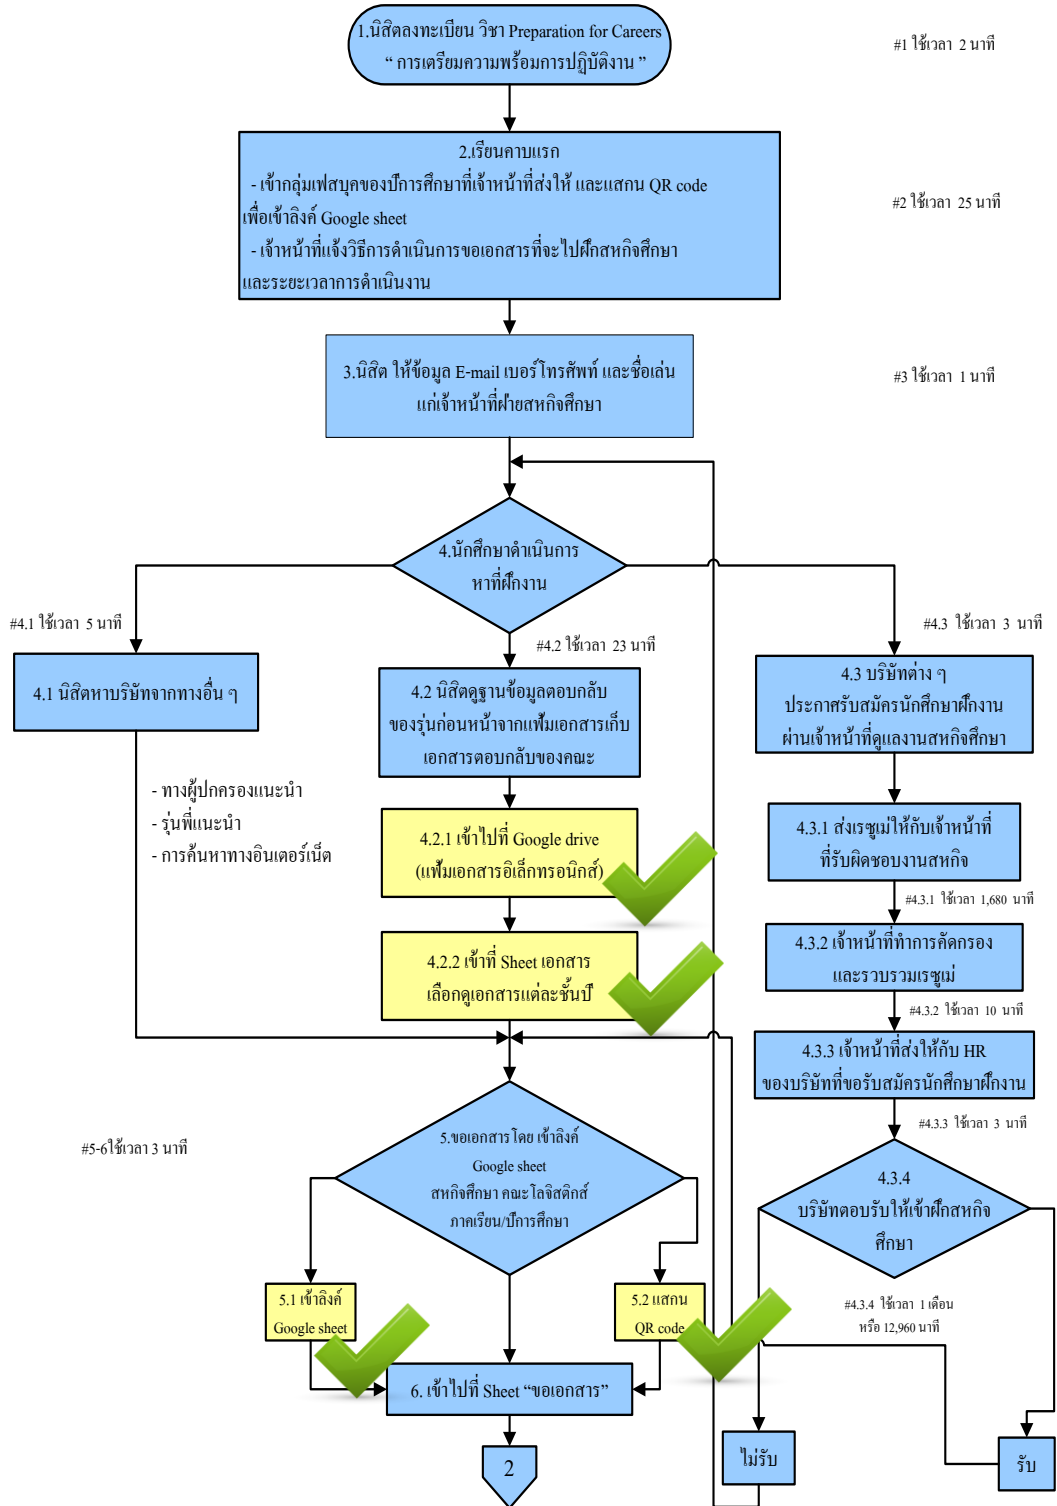 1.นิสิตลงทะเบียน วิชา Preparation for Careers
“ การเตรียมความพร้อมการปฏิบัติงาน ”
#1 ใช้เวลา 2 นาที
2.เรียนคาบแรก
- เข้ากลุ่มเฟสบุคของปีการศึกษาที่เจ้าหน้าที่ส่งให้ และแสกน QR code
เพื่อเข้าลิงค์ Google sheet
- เจ้าหน้าที่แจ้งวิธีการดำเนินการขอเอกสารที่จะไปฝึกสหกิจศึกษา
และระยะเวลาการดำเนินงาน
#2 ใช้เวลา 25 นาที
3.นิสิต ให้ข้อมูล E-mail เบอร์โทรศัพท์ และชื่อเล่น
แก่เจ้าหน้าที่ฝ่ายสหกิจศึกษา
#3 ใช้เวลา 1 นาที
4.นักศึกษาดำเนินการ
หาที่ฝึกงาน
#4.1 ใช้เวลา 5 นาที
#4.2 ใช้เวลา 23 นาที
#4.3 ใช้เวลา 3 นาที
4.1 นิสิตหาบริษัทจากทางอื่น ๆ
- ทางผู้ปกครองแนะนำ
- รุ่นพี่แนะนำ
- การค้นหาทางอินเตอร์เน็ต
4.2 นิสิตดูฐานข้อมูลตอบกลับ
ของรุ่นก่อนหน้าจากแฟ้มเอกสารเก็บ
เอกสารตอบกลับของคณะ
4.2.1 เข้าไปที่ Google drive
(แฟ้มเอกสารอิเล็กทรอนิกส์)
4.2.2 เข้าที่ Sheet เอกสาร
เลือกดูเอกสารแต่ละชั้นปี
4.3 บริษัทต่าง ๆ
ประกาศรับสมัครนักศึกษาฝึกงาน
ผ่านเจ้าหน้าที่ดูแลงานสหกิจศึกษา
4.3.1 ส่งเรซูเม่ให้กับเจ้าหน้าที่
ที่รับผิดชอบงานสหกิจ
#4.3.1 ใช้เวลา 1,680 นาที
4.3.2 เจ้าหน้าที่ทำการคัดกรอง
และรวบรวมเรซูเม่
#4.3.2 ใช้เวลา 10 นาที
4.3.3 เจ้าหน้าที่ส่งให้กับ HR
ของบริษัทที่ขอรับสมัครนักศึกษาฝึกงาน
#4.3.3 ใช้เวลา 3 นาที
4.3.4
บริษัทตอบรับให้เข้าฝึกสหกิจ
ศึกษา
#4.3.4 ใช้เวลา 1 เดือน
หรือ 12,960 นาที
#5-6ใช้เวลา 3 นาที
5.ขอเอกสารโดย เข้าลิงค์
Google sheet
สหกิจศึกษา คณะโลจิสติกส์
ภาคเรียน/ปีการศึกษา
5.1 เข้าลิงค์
Google sheet
5.2 แสกน
QR code
6. เข้าไปที่ Sheet “ขอเอกสาร”
2
ไม่รับ
รับ